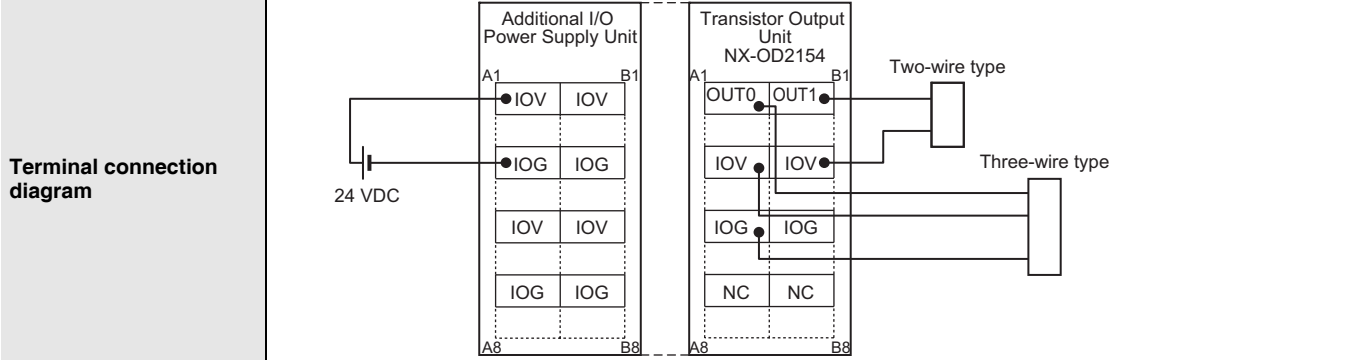 Terminal connection
diagram
Additional I/O
Power Supply Unit
A1 B1
IOV IOV
IOG IOG
IOV IOV
IOG IOG
A8 B8
24 VDC
Transistor Output
Unit
NX-OD2154
A1 B1
OUT0 OUT1
IOV IOV
IOG IOG
NC NC
A8 B8
Two-wire type
Three-wire type